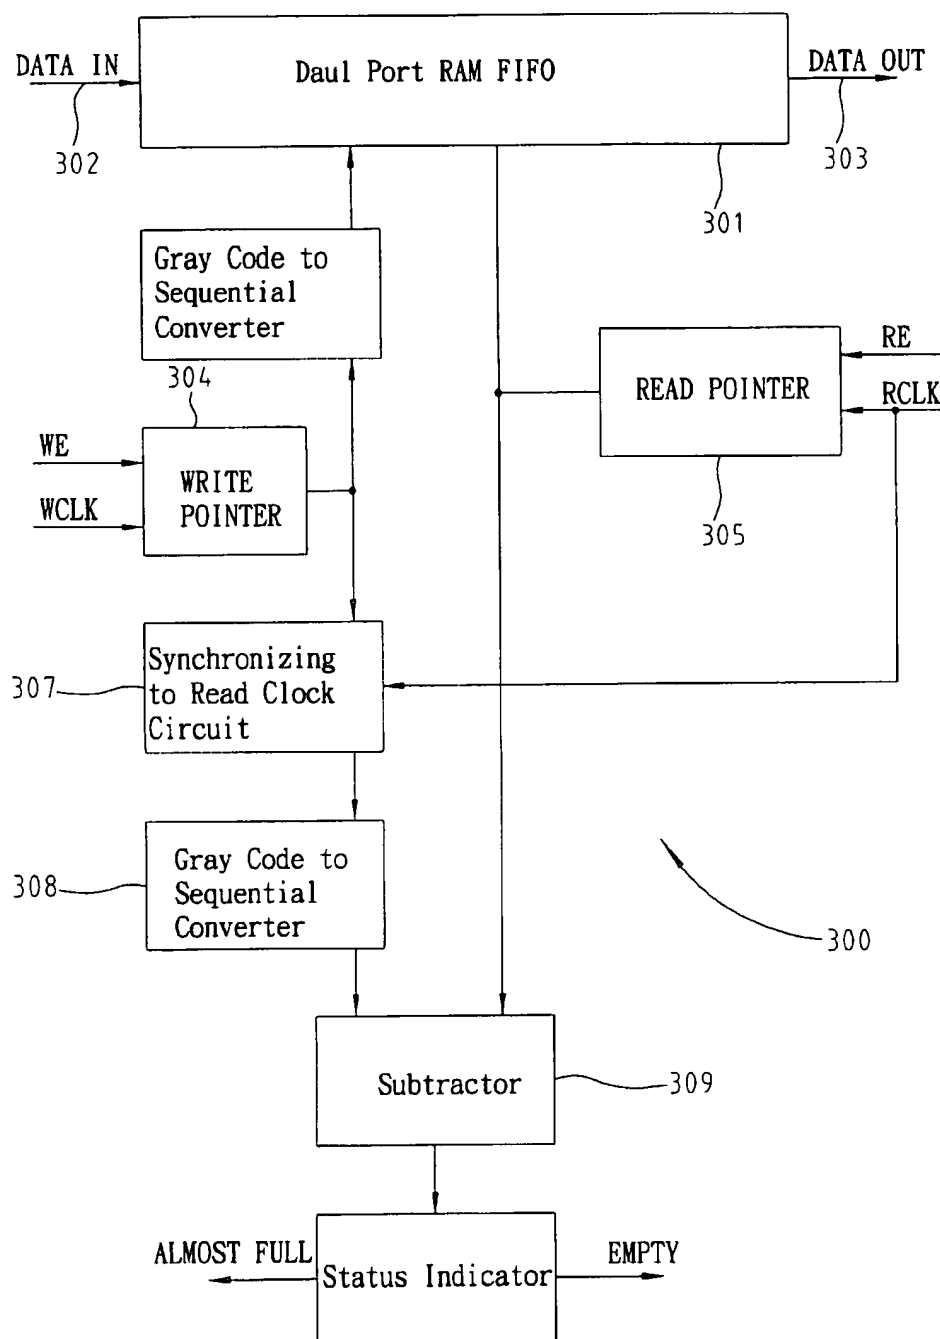 DATA IN
Daul Port RAM FIFO
DATA OUT
302
303
301
Gray Code to
Sequential
Converter
304
RE
READ POINTER
RCLK
WE
WRITE
WCLK
POINTER
305
Synchronizing
307
to Read Clock
Circuit
Gray Code to
308
Sequential
Converter
300
Subtractor
309
ALMOST FULL
EMPTY
Status Indicator